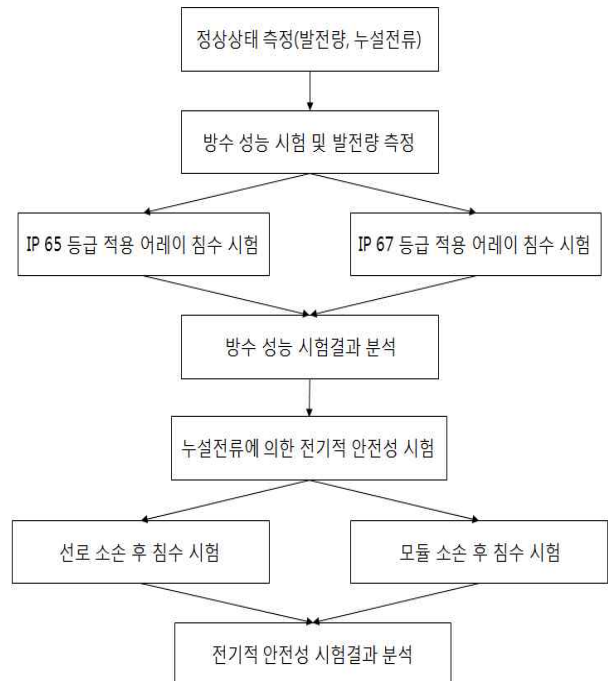 정상상태 측정(발전량, 누설전류)
방수 성능 시험 및 발전량 측정
IP 65 등급 적용 어레이 침수 시험
IP 67 등급 적용 어레이 침수 시험
방수 성능 시험결과 분석
누설전류에 의한 전기적 안전성 시험
선로 소손 후 침수 시험
모듈 소손 후 침수 시험
전기적 안전성 시험결과 분석